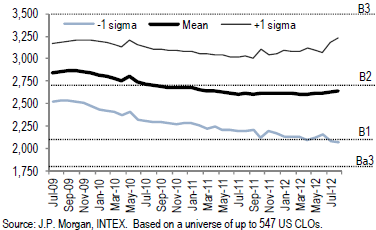 -1 sigma Mean +1 sigma
B3
3,500
3,250
3,000
2,750
B2
2,500
2,250
B1
2,000
Ba3
1,750
Jul-09 Sep-09 Nov-09 Jan-10 Mar-10 May-10 Jul-10 Sep-10 Nov-10 Jan-11 Mar-11 May-11 Jul-11 Sep-11 Nov-11 Jan-12 Mar-12 May-12 Jul-12
Source: J.P. Morgan, INTEX. Based on a universe of up to 547 US CLOs.